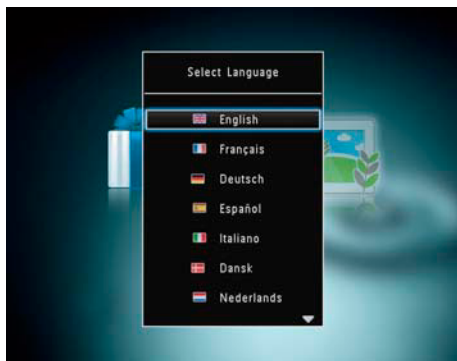 Select Language
English
Français
Deutsch
Español
Italiano
Dansk
Nederlands